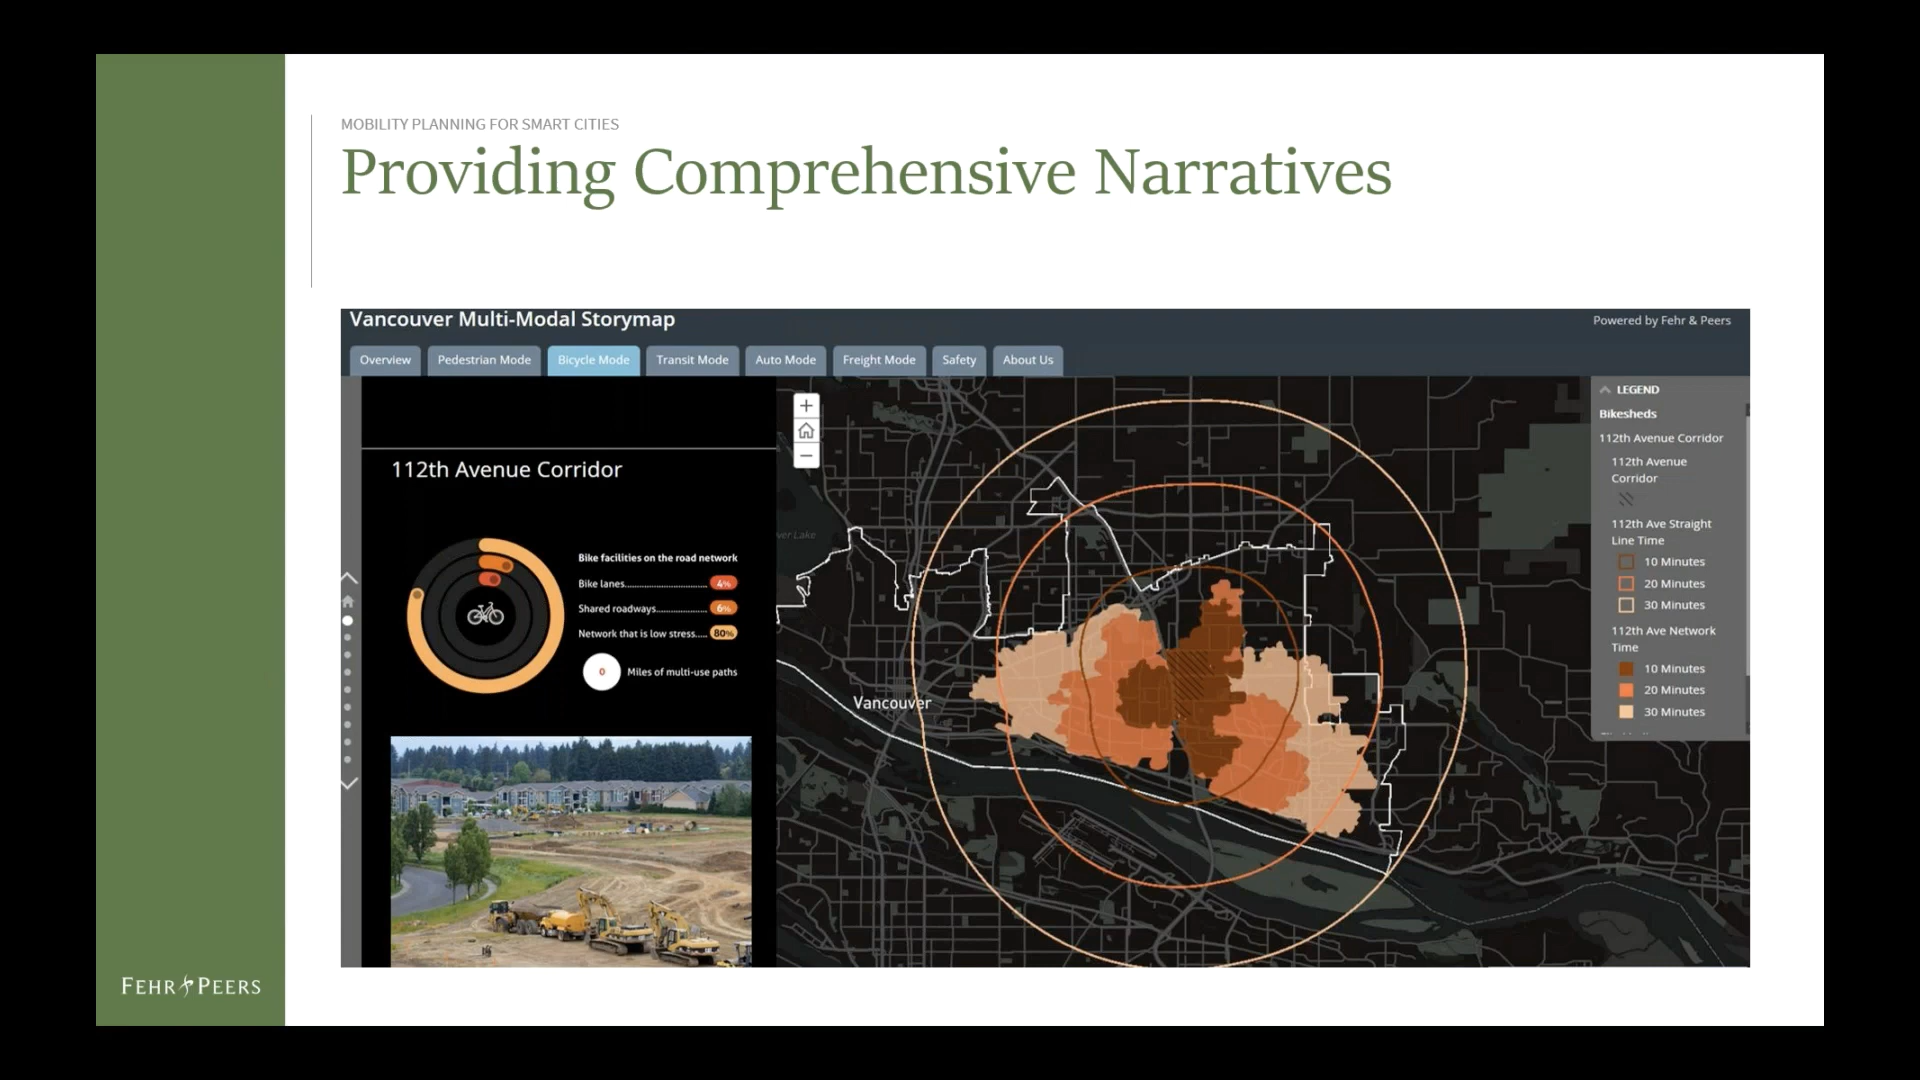 MOBILITY PLANNING FOR SMART CITIES
Providing Comprehensive Narratives
Vancouver Multi-Modal Storymap
Powered by Fehr & Peers
Overview
Pedestrian Mode
Bicycle Mode
Transit Mode
Auto Mode
Freight Mode
Safety
About Us
112th Avenue Corridor
Bike facilities on the road network
Bike lanes........................... 4%
Shared roadways................ 6%
Network that is low stress..... 80%
0 Miles of multi-use paths
+
−
ver Lake
Vancouver
LEGEND
Bikesheds
112th Avenue Corridor
112th Avenue
Corridor
112th Ave Straight
Line Time
10 Minutes
20 Minutes
30 Minutes
112th Ave Network
Time
10 Minutes
20 Minutes
30 Minutes
FEHR PEERS